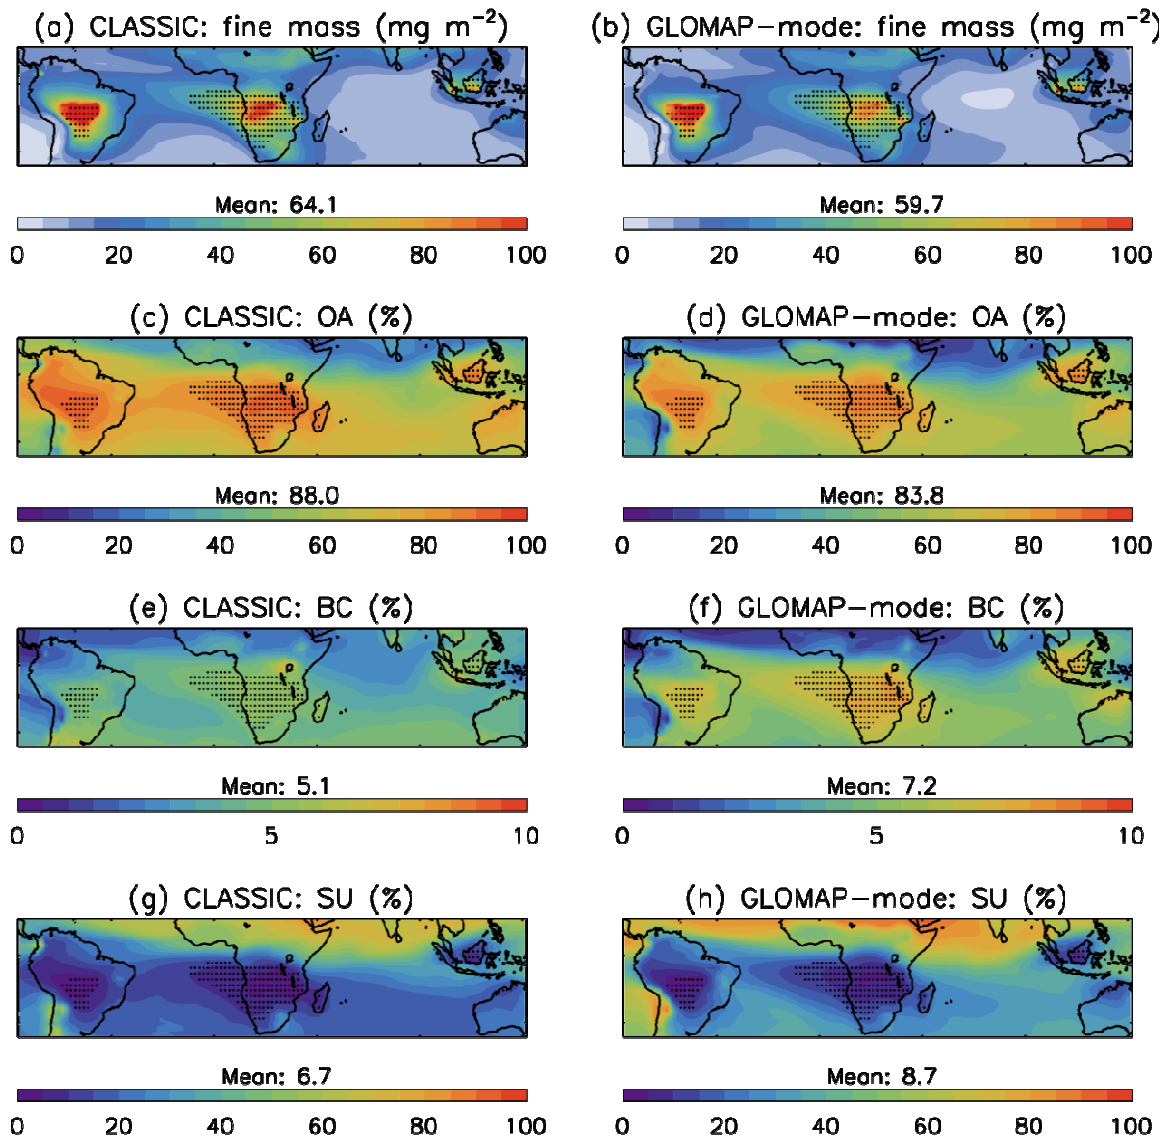 (a) CLASSIC: fine mass (mg m⁻²)
(b) GLOMAP-mode: fine mass (mg m⁻²)
Mean: 64.1
Mean: 59.7
0 20 40 60 80 100
0 20 40 60 80 100
(c) CLASSIC: OA (%)
(d) GLOMAP-mode: OA (%)
Mean: 88.0
Mean: 83.8
0 20 40 60 80 100
0 20 40 60 80 100
(e) CLASSIC: BC (%)
(f) GLOMAP-mode: BC (%)
Mean: 5.1
Mean: 7.2
0 5 10
0 5 10
(g) CLASSIC: SU (%)
(h) GLOMAP-mode: SU (%)
Mean: 6.7
Mean: 8.7
0 20 40 60 80 100
0 20 40 60 80 100